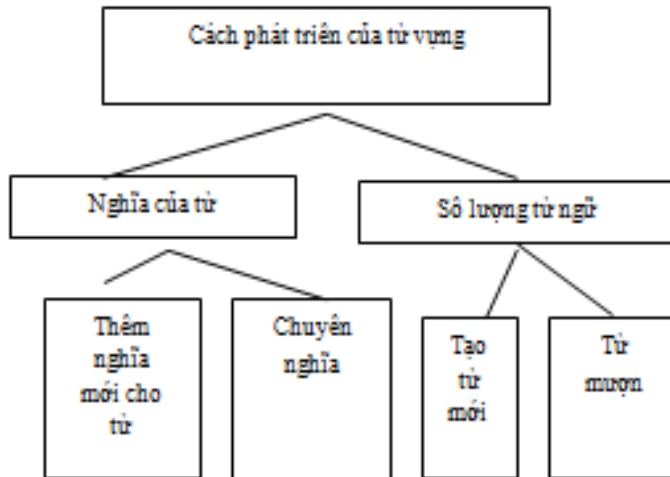 Cách phát triển của từ vựng
Nghĩa của từ
Số lượng từ ngữ
Thêm
nghĩa
mới cho
từ
Chuyển
nghĩa
Tạo
từ
mới
Từ
mượn